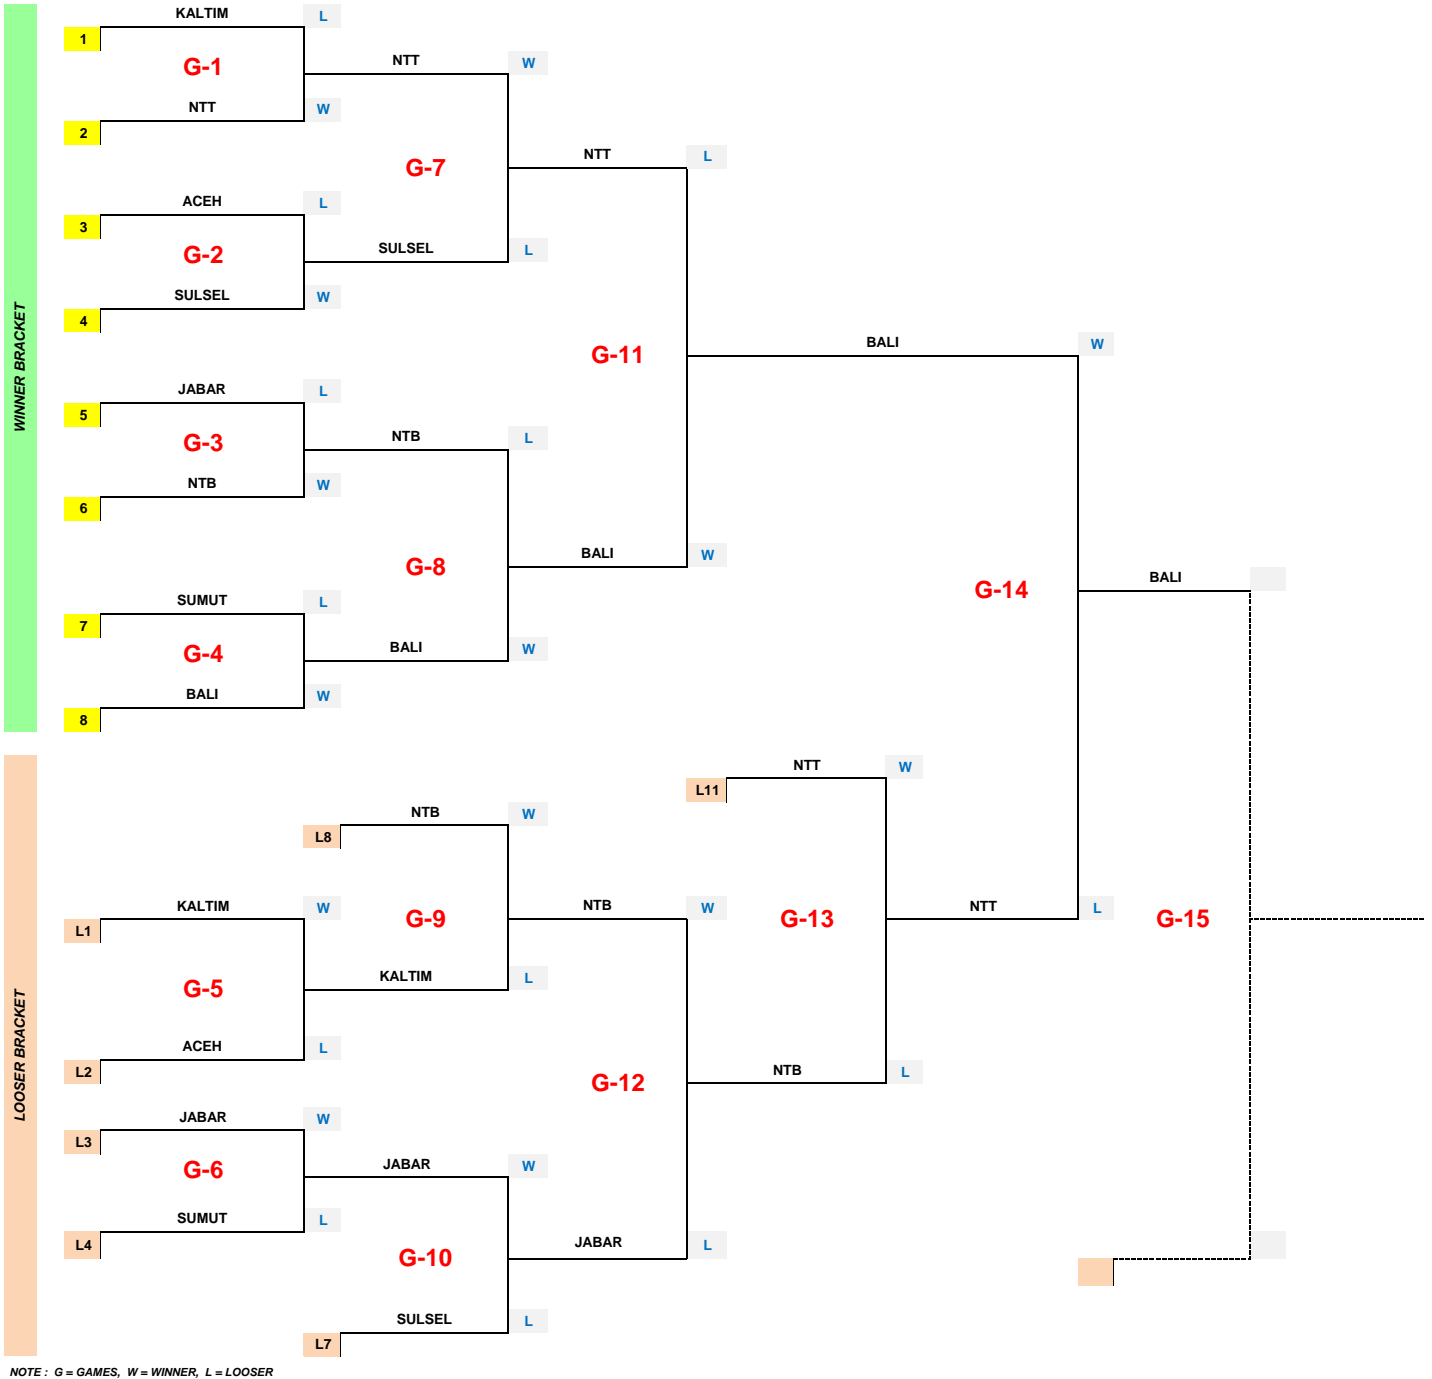 KALTIM L
1
G-1
NTT W
NTT W
2
G-7
NTT L
ACEH L
3
G-2
SULSEL L
SULSEL W
4
WINNER BRACKET
G-11
BALI W
JABAR L
5
G-3
NTB L
NTB W
6
G-8
BALI W
G-14
BALI
SUMUT L
7
G-4
BALI W
BALI W
8
LOOSER BRACKET
NTT W
L11
NTB W
L8
KALTIM W
L1
G-9
NTB W
G-13
NTT L
G-15
G-5
KALTIM L
ACEH L
L2
G-12
NTB L
JABAR W
L3
G-6
JABAR W
SUMUT L
L4
G-10
JABAR L
SULSEL L
L7
NOTE : G = GAMES, W = WINNER, L = LOOSER